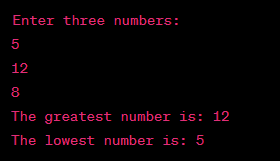 Enter three numbers:
5
12
8
The greatest number is: 12
The lowest number is: 5